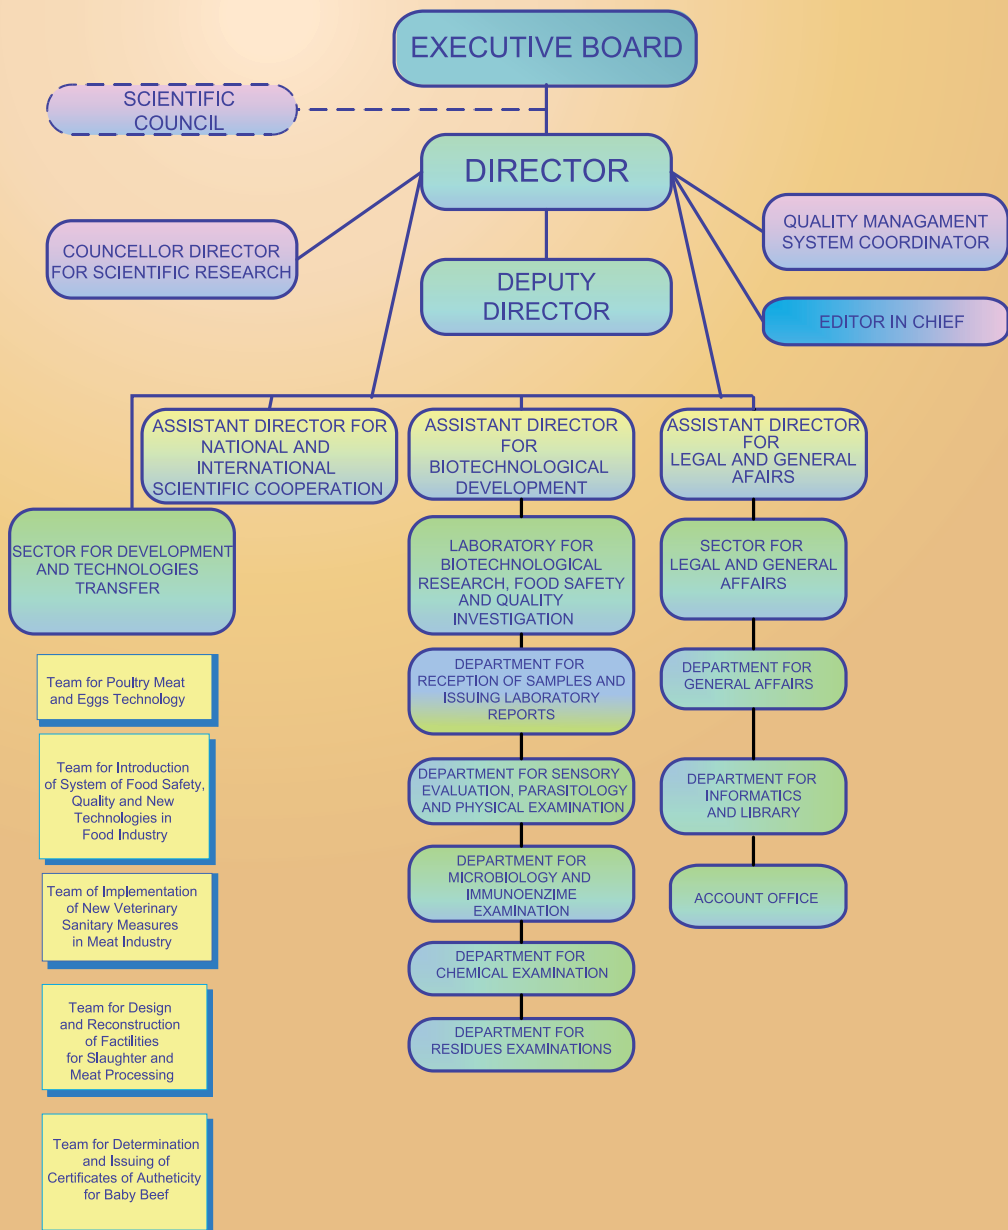 EXECUTIVE BOARD
SCIENTIFIC
COUNCIL
DIRECTOR
COUNCELLOR DIRECTOR
FOR SCIENTIFIC RESEARCH
QUALITY MANAGAMENT
SYSTEM COORDINATOR
DEPUTY
DIRECTOR
EDITOR IN CHIEF
ASSISTANT DIRECTOR FOR
NATIONAL AND
INTERNATIONAL
SCIENTIFIC COOPERATION
ASSISTANT DIRECTOR
FOR
BIOTECHNOLOGICAL
DEVELOPMENT
ASSISTANT DIRECTOR
FOR
LEGAL AND GENERAL
AFAIRS
SECTOR FOR DEVELOPMENT
AND TECHNOLOGIES
TRANSFER
LABORATORY FOR
BIOTECHNOLOGICAL
RESEARCH, FOOD SAFETY
AND QUALITY
INVESTIGATION
SECTOR FOR
LEGAL AND GENERAL
AFFAIRS
Team for Poultry Meat
and Eggs Technology
DEPARTMENT FOR
RECEPTION OF SAMPLES AND
ISSUING LABORATORY
REPORTS
DEPARTMENT FOR
GENERAL AFFAIRS
Team for Introduction
of System of Food Safety,
Quality and New
Technologies in
Food Industry
DEPARTMENT FOR SENSORY
EVALUATION, PARASITOLOGY
AND PHYSICAL EXAMINATION
DEPARTMENT FOR
INFORMATICS
AND LIBRARY
Team of Implementation
of New Veterinary
Sanitary Measures
in Meat Industry
DEPARTMENT FOR
MICROBIOLOGY AND
IMMUNOENZIME
EXAMINATION
ACCOUNT OFFICE
DEPARTMENT FOR
CHEMICAL EXAMINATION
Team for Design
and Reconstruction
of Factilities
for Slaughter and
Meat Processing
DEPARTMENT FOR
RESIDUES EXAMINATIONS
Team for Determination
and Issuing of
Certificates of Autheticity
for Baby Beef